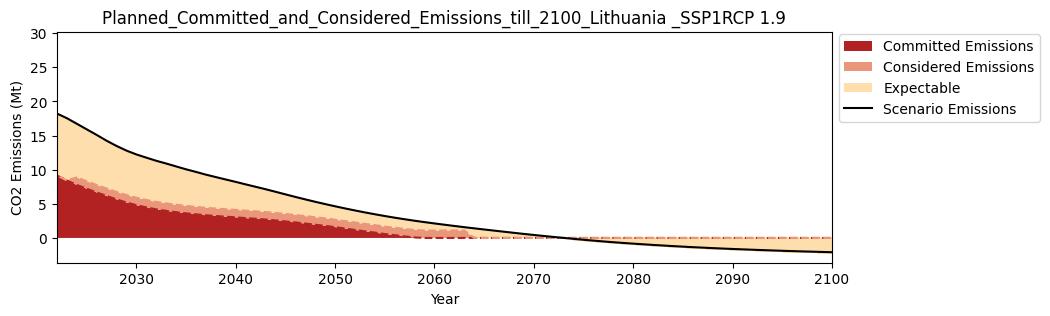 Planned_Committed_and_Considered_Emissions_till_2100_Lithuania _SSP1RCP 1.9
30
25
20
15
10
5
0
CO2 Emissions (Mt)
2030 2040 2050 2060 2070 2080 2090 2100
Year
Committed Emissions
Considered Emissions
Expectable
Scenario Emissions